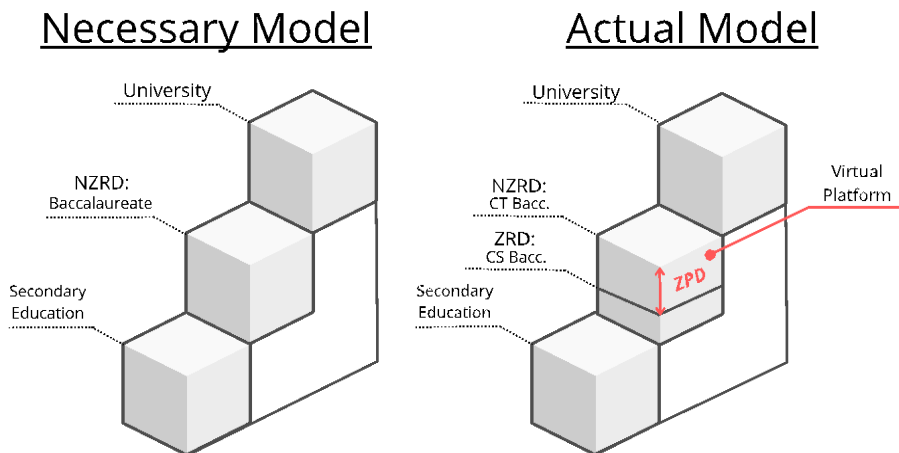 Necessary Model
University
NZRD:
Baccalaureate
Secondary
Education
Actual Model
University
NZRD:
CT Bacc.
ZRD:
CS Bacc.
Secondary
Education
ZPD
Virtual
Platform